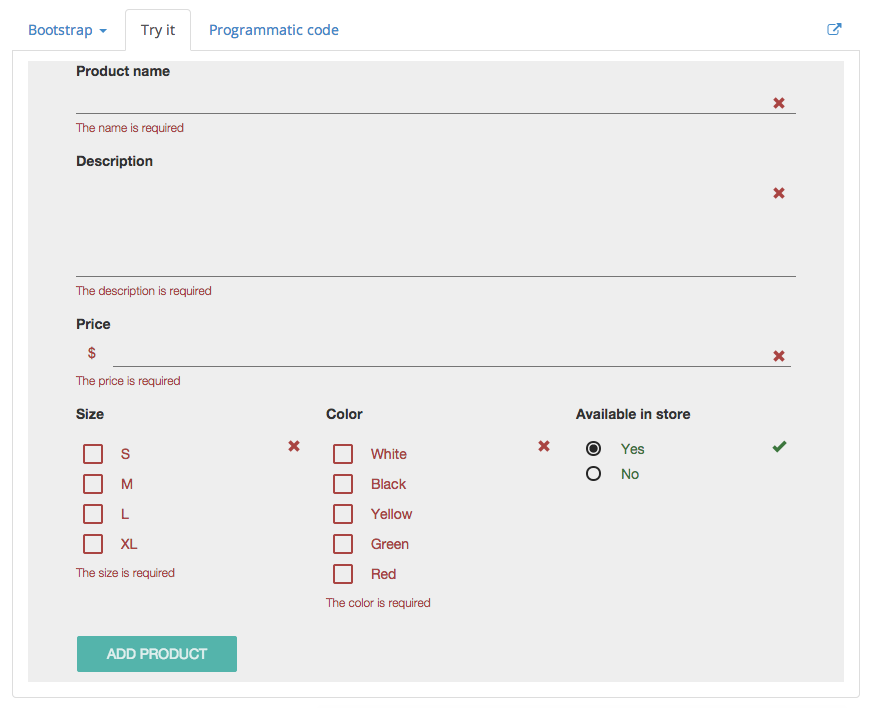 Bootstrap Try it Programmatic code
Product name
The name is required
Description
The description is required
Price
$
The price is required
Size Color Available in store
S White Yes
M Black No
L Yellow
XL Green
The size is required Red
The color is required
ADD PRODUCT